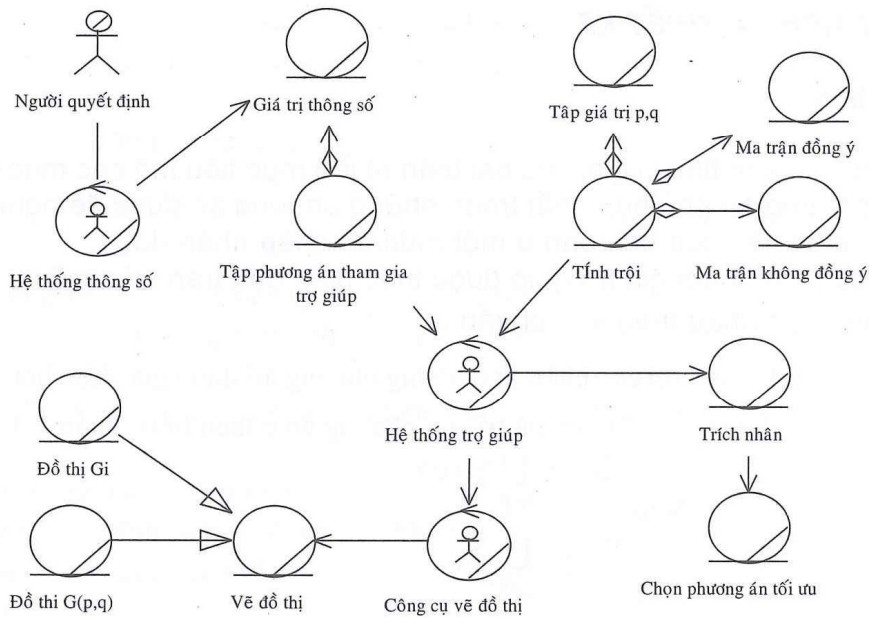 Người quyết định
Giá trị thông số
Tâp giá trị p,q
Ma trận đồng ý
Hệ thống thông số
Tập phương án tham gia
trợ giúp
TÍnh trội
Ma trận không đồng ý
Đồ thị Gi
Hệ thống trợ giúp
Trích nhân
Đồ thi G(p,q)
Vẽ đồ thị
Công cụ vẽ đồ thị
Chọn phương án tối ưu